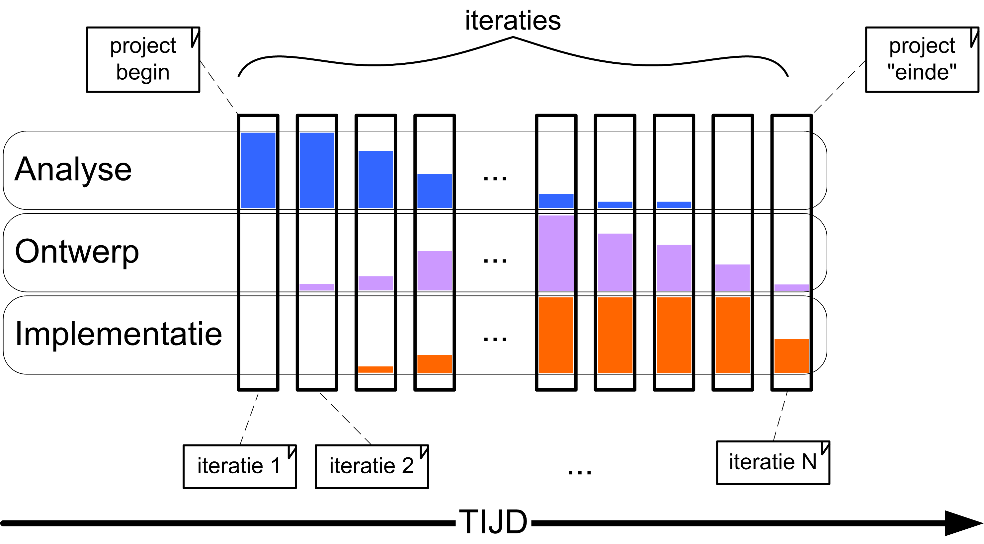 iteraties
project
begin
project
"einde"
Analyse
...
Ontwerp
...
Implementatie
...
iteratie 1
iteratie 2
...
iteratie N
TIJD